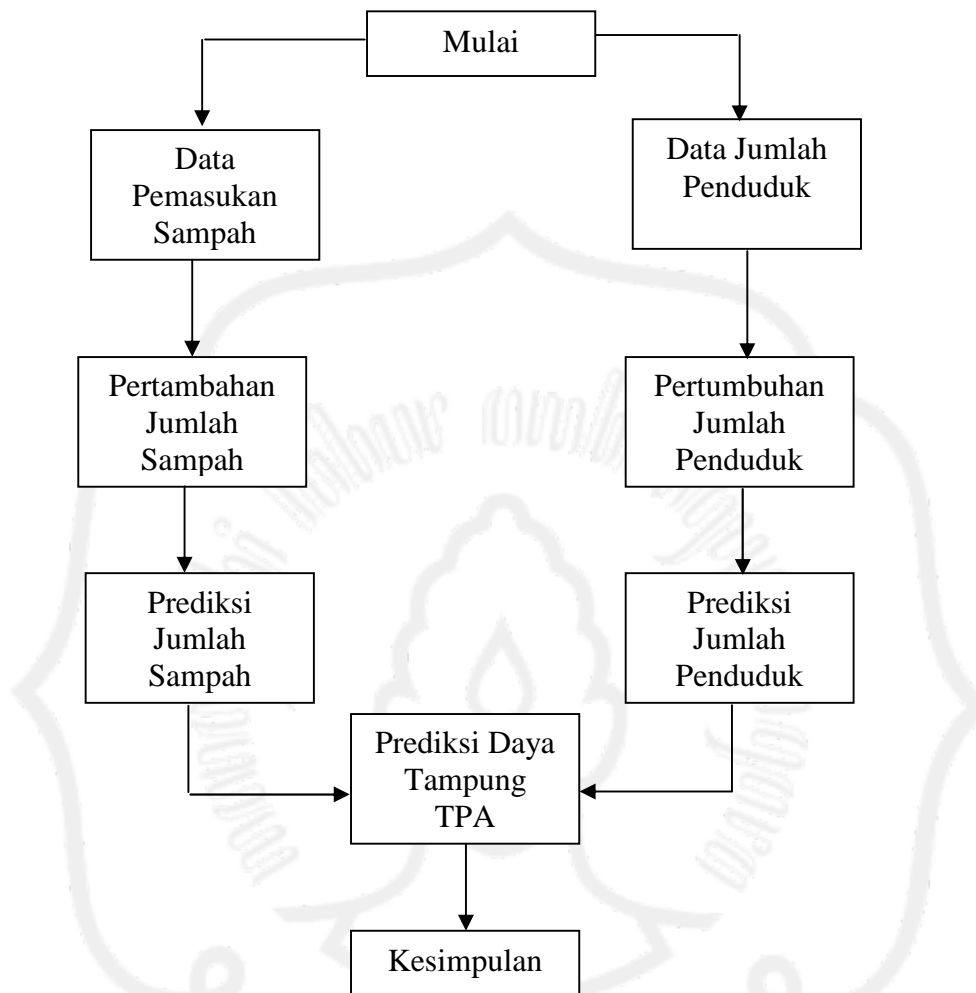 Mulai
Data
Pemasukan
Sampah
Data Jumlah
Penduduk
Pertambahan
Jumlah
Sampah
Pertumbuhan
Jumlah
Penduduk
Prediksi
Jumlah
Sampah
Prediksi
Jumlah
Penduduk
Prediksi Daya
Tampung
TPA
Kesimpulan